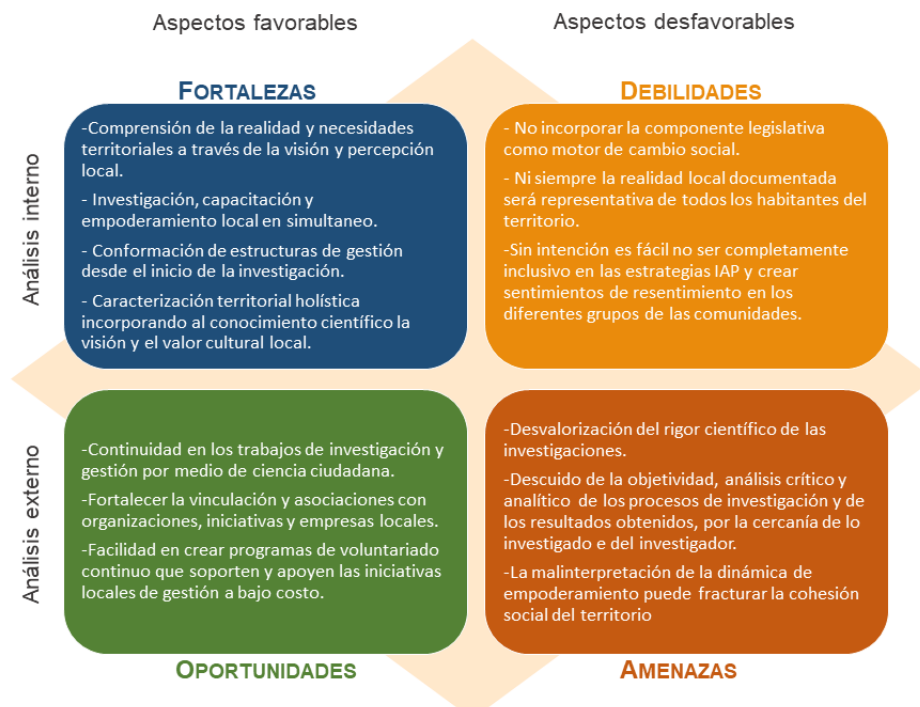 Aspectos favorables
Aspectos desfavorables
Análisis interno
FORTALEZAS
-Comprensión de la realidad y necesidades
territoriales a través de la visión y percepción
local.
- Investigación, capacitación y
empoderamiento local en simultaneo.
- Conformación de estructuras de gestión
desde el inicio de la investigación.
- Caracterización territorial holística
incorporando al conocimiento científico la
visión y el valor cultural local.
DEBILIDADES
- No incorporar la componente legislativa
como motor de cambio social.
- Ni siempre la realidad local documentada
será representativa de todos los habitantes del
territorio.
-Sin intención es fácil no ser completamente
inclusivo en las estrategias IAP y crear
sentimientos de resentimiento en los
diferentes grupos de las comunidades.
Análisis externo
-Continuidad en los trabajos de investigación y
gestión por medio de ciencia ciudadana.
-Fortalecer la vinculación y asociaciones con
organizaciones, iniciativas y empresas locales.
-Facilidad en crear programas de voluntariado
continuo que soporten y apoyen las iniciativas
locales de gestión a bajo costo.
OPORTUNIDADES
-Desvalorización del rigor científico de las
investigaciones.
-Descuido de la objetividad, análisis crítico y
analítico de los procesos de investigación y de
los resultados obtenidos, por la cercanía de lo
investigado e del investigador.
-La malinterpretación de la dinámica de
empoderamiento puede fracturar la cohesión
social del territorio
AMENAZAS